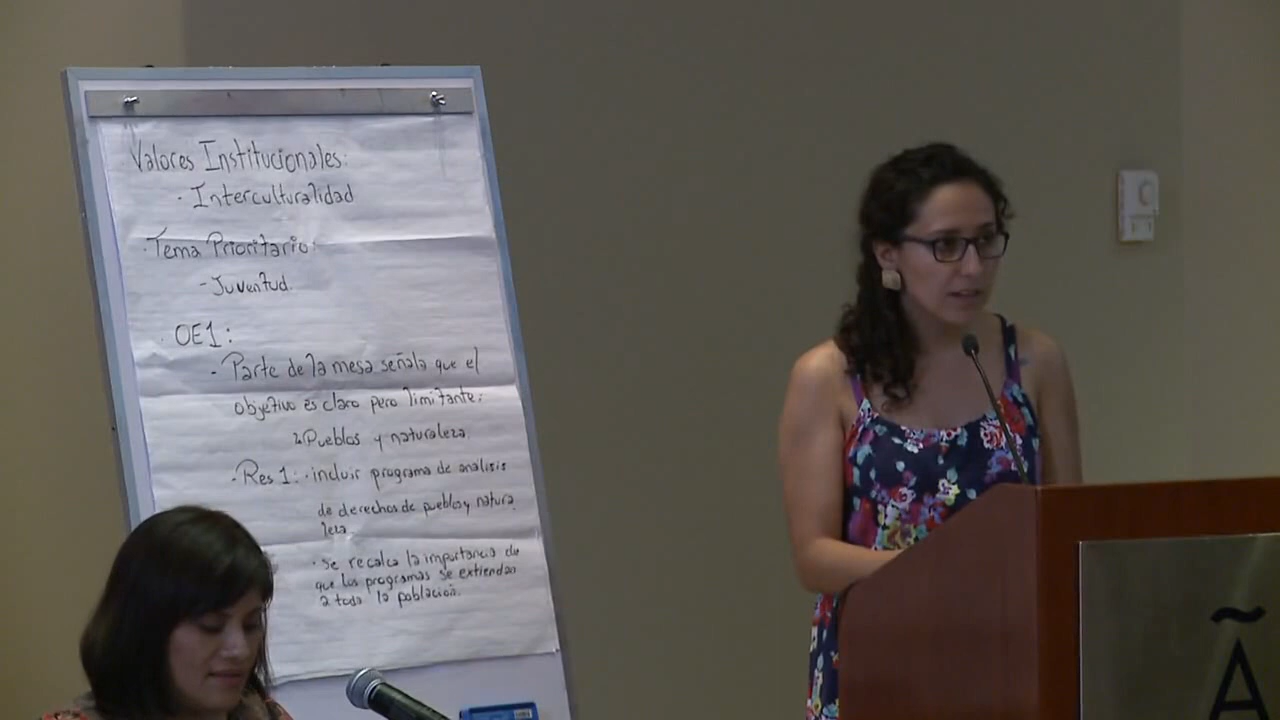 Valores Institucionales:
- Interculturalidad
· Tema Prioritario:
- Juventud.
· OE1:
- Parte de la mesa señala que el
objetivo es claro pero limitante:
Pueblos y naturaleza
- Res 1: · incluir programa de análisis
de derechos de pueblos y natura
leza.
· se recalca la importancia de
que los programas se extiendan
a toda la población.
Ã